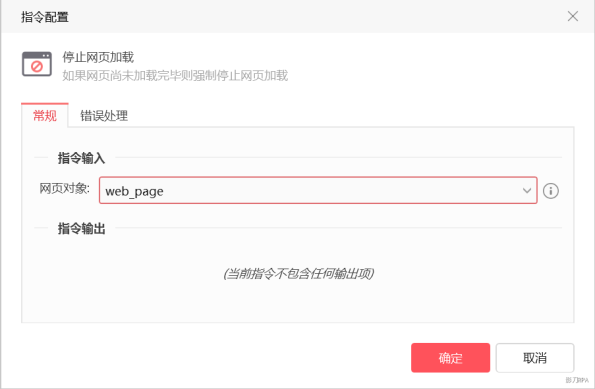 指令配置
停止网页加载
如果网页尚未加载完毕则强制停止网页加载
常规 错误处理
指令输入
网页对象: web_page
指令输出
(当前指令不包含任何输出项)
确定 取消
影刀RPA